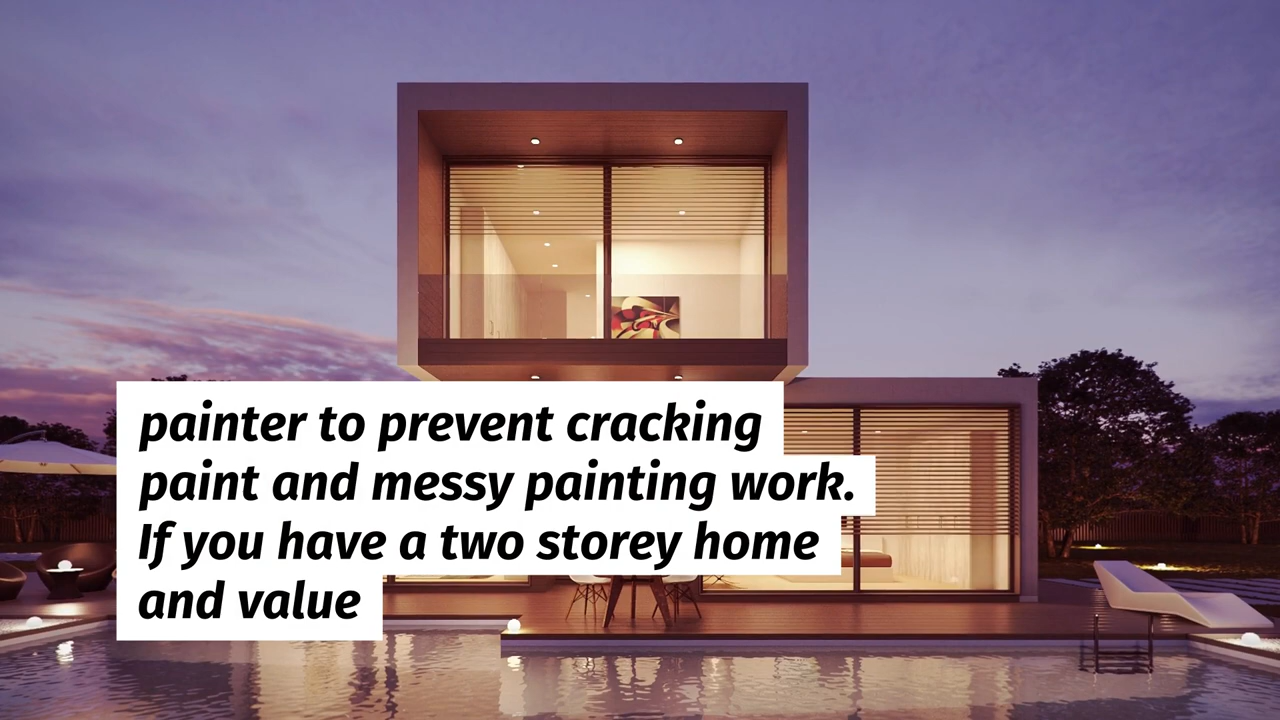 painter to prevent cracking
paint and messy painting work.
If you have a two storey home
and value